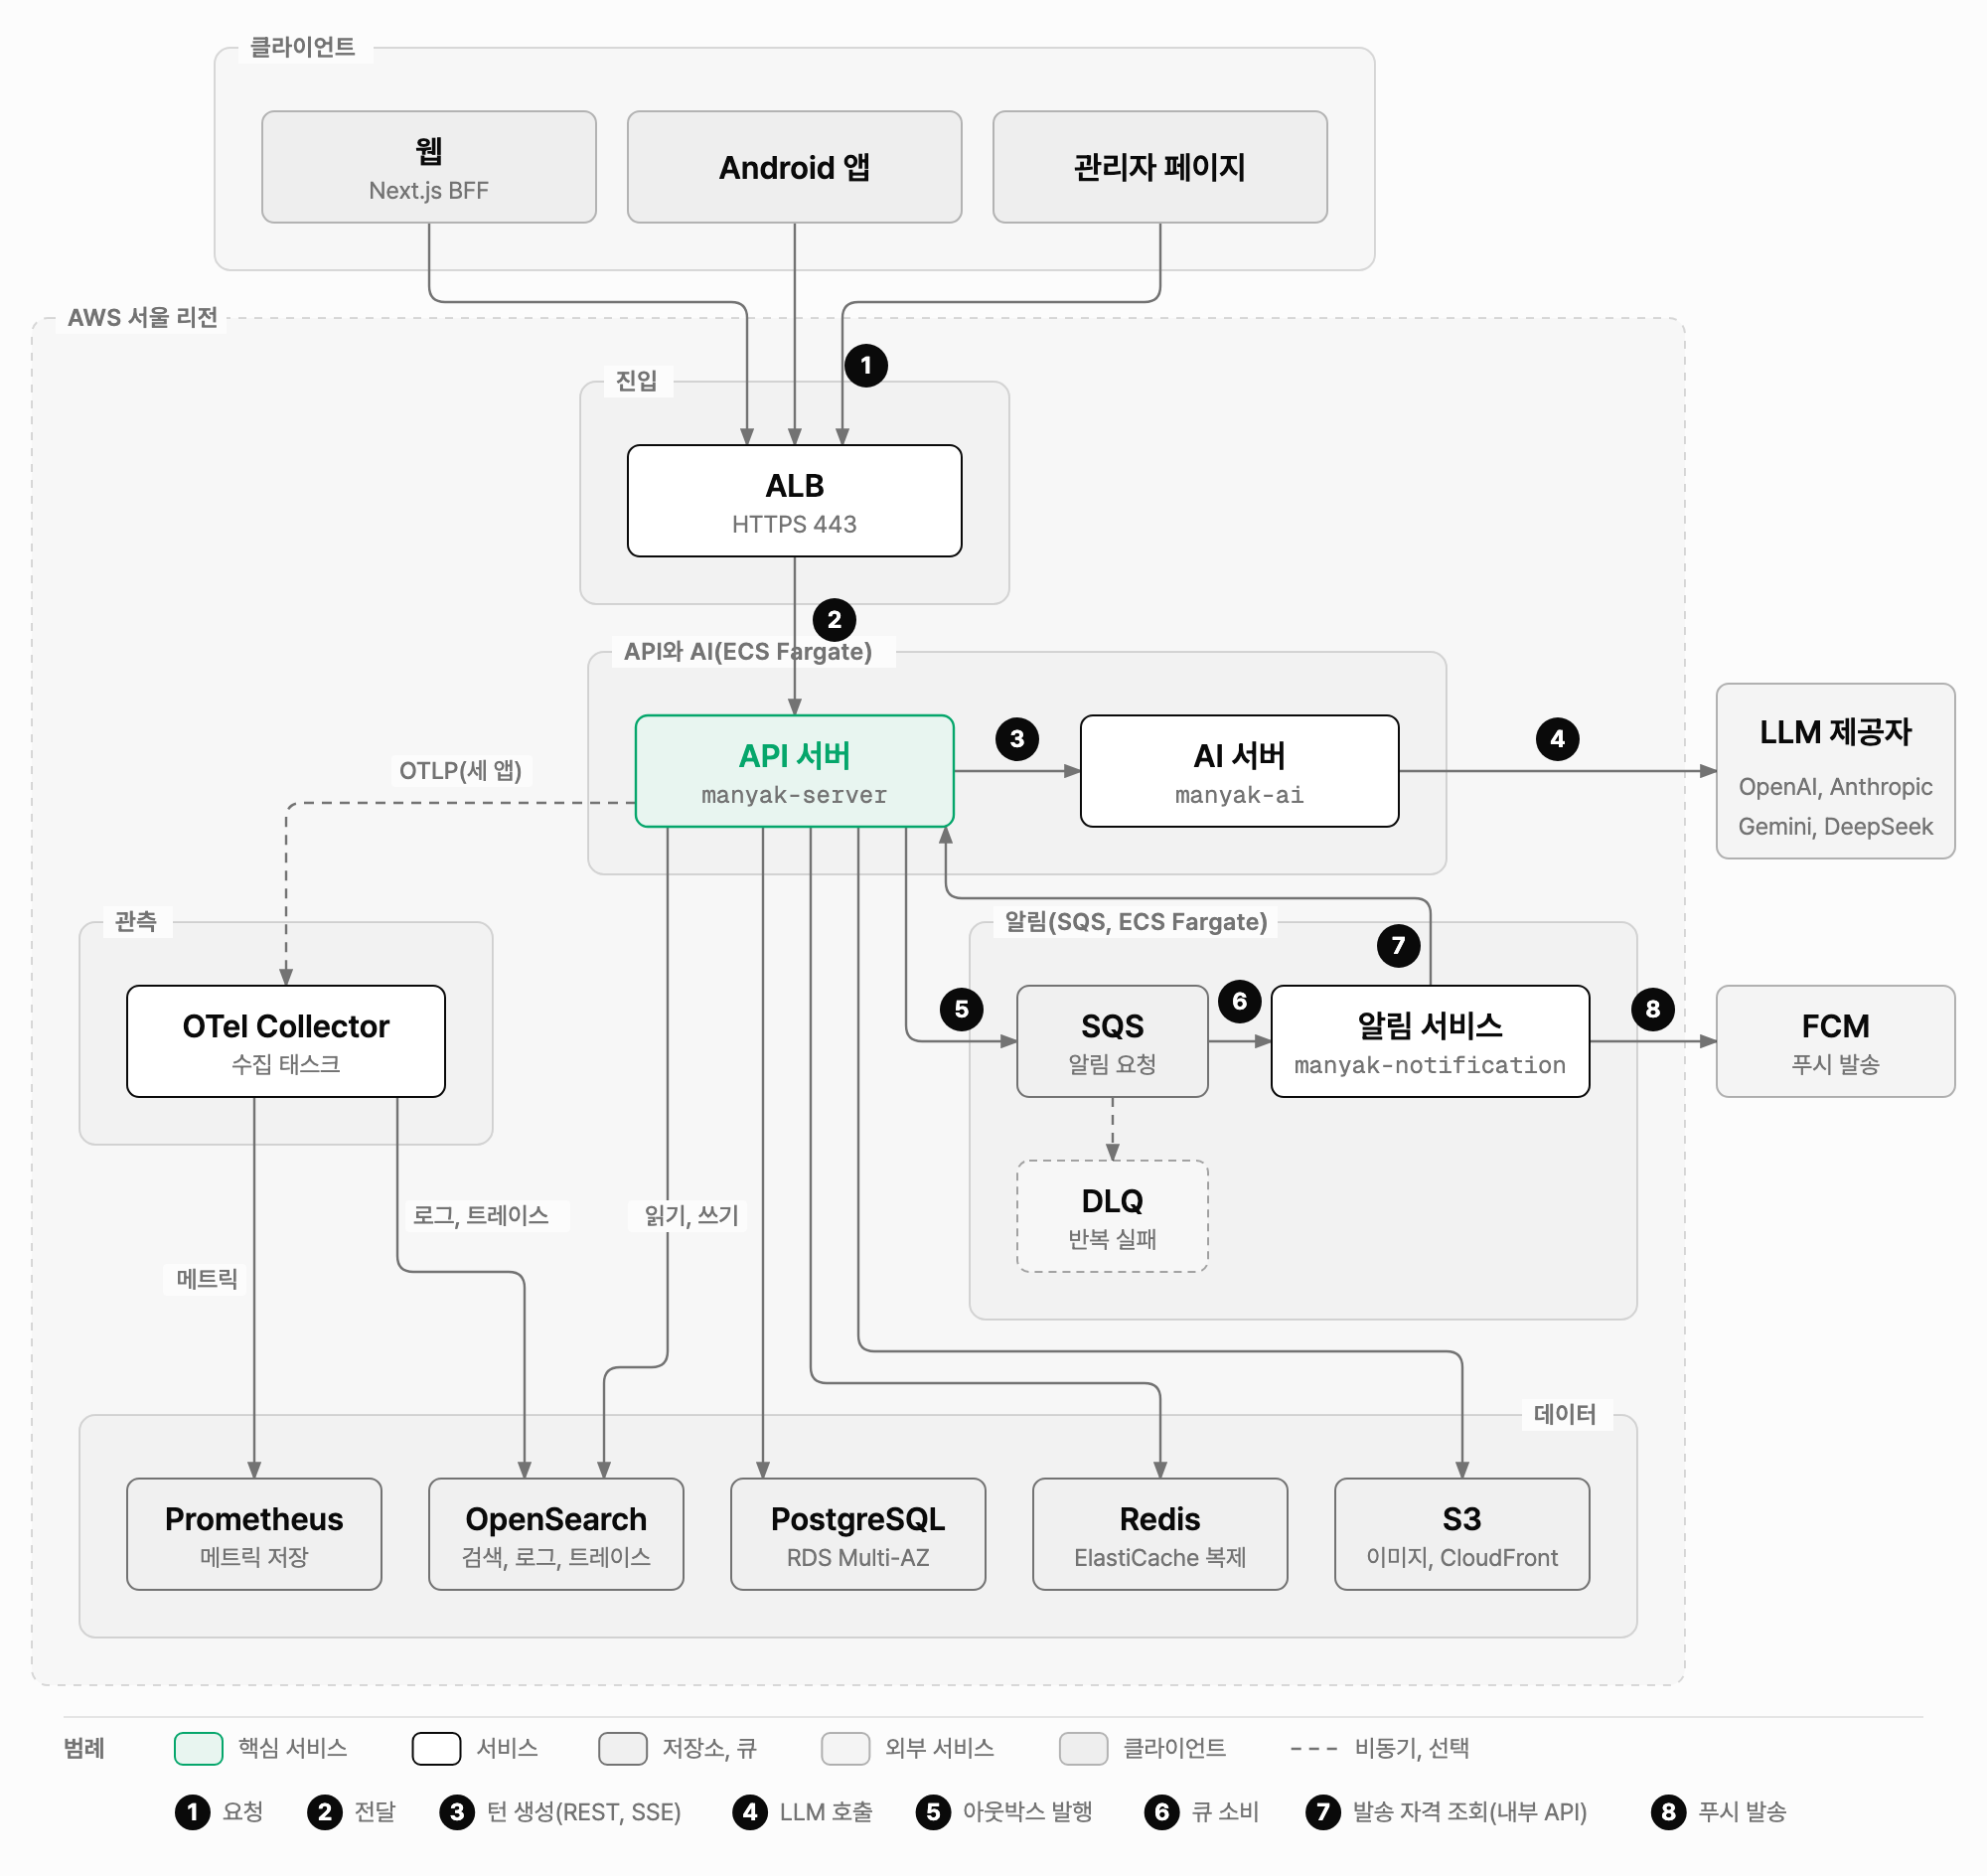 클라이언트
웹
Next.js BFF
Android 앱
관리자 페이지
AWS 서울 리전
1
진입
ALB
HTTPS 443
2
API와 AI(ECS Fargate)
API 서버
manyak-server
3
AI 서버
manyak-ai
4
LLM 제공자
OpenAI, Anthropic
Gemini, DeepSeek
OTLP(세 앱)
관측
OTel Collector
수집 태스크
알림(SQS, ECS Fargate)
7
5
SQS
알림 요청
6
알림 서비스
manyak-notification
8
FCM
푸시 발송
DLQ
반복 실패
로그, 트레이스
읽기, 쓰기
메트릭
데이터
Prometheus
메트릭 저장
OpenSearch
검색, 로그, 트레이스
PostgreSQL
RDS Multi-AZ
Redis
ElastiCache 복제
S3
이미지, CloudFront
범례
핵심 서비스
서비스
저장소, 큐
외부 서비스
클라이언트
비동기, 선택
1 요청
2 전달
3 턴 생성(REST, SSE)
4 LLM 호출
5 아웃박스 발행
6 큐 소비
7 발송 자격 조회(내부 API)
8 푸시 발송